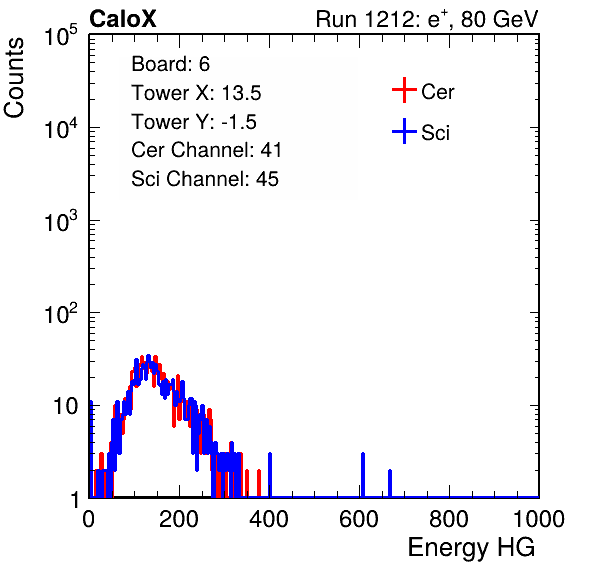 CaloX Run 1212: e⁺, 80 GeV
Counts
10⁵
10⁴
10³
10²
10
1
Board: 6
Tower X: 13.5
Tower Y: -1.5
Cer Channel: 41
Sci Channel: 45
Cer
Sci
0 200 400 600 800 1000
Energy HG